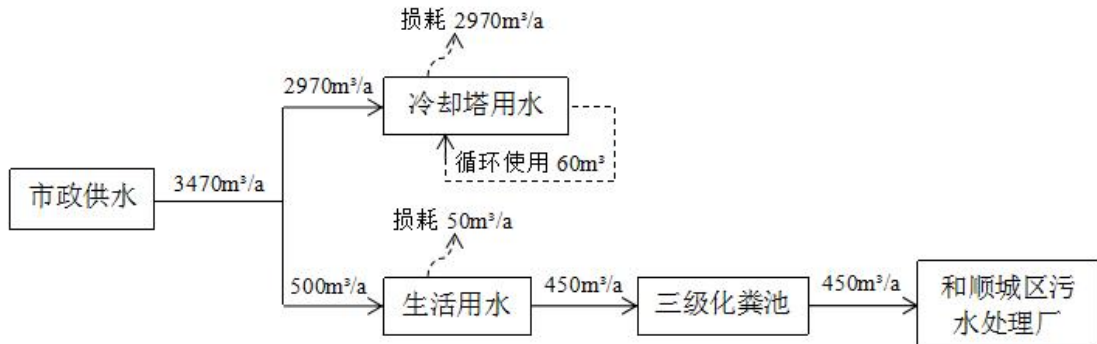 损耗 2970m³/a
2970m³/a
冷却塔用水
循环使用 60m³
市政供水
3470m³/a
损耗 50m³/a
500m³/a
生活用水
450m³/a
三级化粪池
450m³/a
和顺城区污
水处理厂